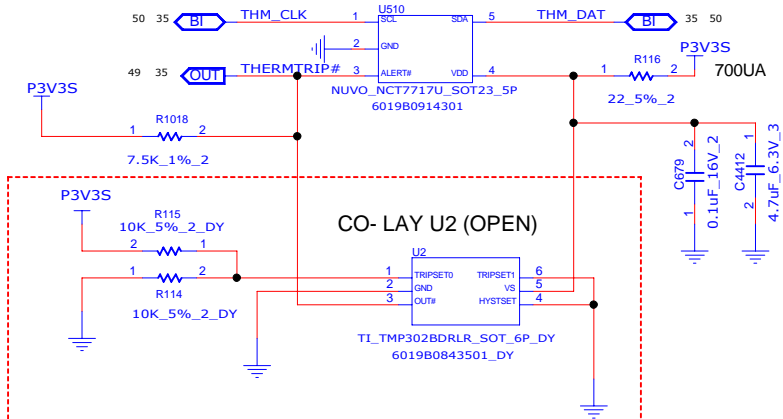 50 35 BI THM_CLK 1 U510 SCL SDA 5 THM_DAT BI 35 50
2 GND
49 35 OUT THERMTRIP# 3 ALERT# VDD 4 1 R116 2 P3V3S 700UA
NUVO_NCT7717U_SOT23_5P 22_5%_2
6019B0914301
P3V3S
1 R1018 2
7.5K_1%_2
2 C679 1 0.1uF_16V_2
1 C4412 2 4.7uF_6.3V_3
P3V3S
R115
10K_5%_2_DY
2 1
CO- LAY U2 (OPEN)
U2
1 TRIPSET0 TRIPSET1 6
2 GND VS 5
3 OUT# HYSTSET 4
1 2
R114
10K_5%_2_DY
TI_TMP302BDRLR_SOT_6P_DY
6019B0843501_DY